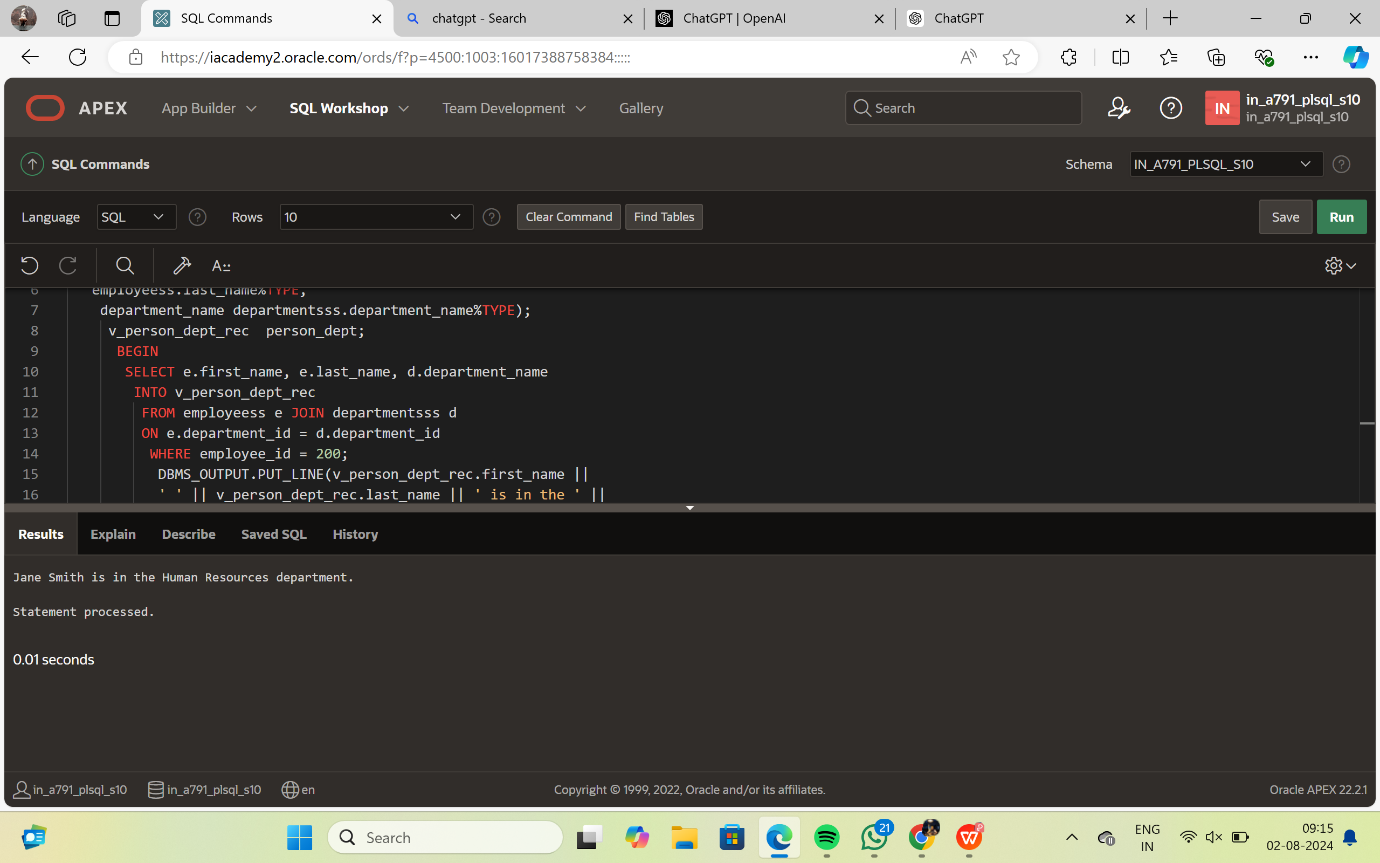 SQL Commands
chatgpt - Search
ChatGPT | OpenAI
ChatGPT
https://iacademy2.oracle.com/ords/f?p=4500:1003:16017388758384:::::
APEX
App Builder
SQL Workshop
Team Development
Gallery
Search
IN
in_a791_plsql_s10
in_a791_plsql_s10
SQL Commands
Schema
IN_A791_PLSQL_S10
Language
SQL
Rows
10
Clear Command
Find Tables
Save
Run
6 employeess.last_name%TYPE,
7 department_name departmentsss.department_name%TYPE);
8 v_person_dept_rec  person_dept;
9 BEGIN
10 SELECT e.first_name, e.last_name, d.department_name
11 INTO v_person_dept_rec
12 FROM employeess e JOIN departmentsss d
13 ON e.department_id = d.department_id
14 WHERE employee_id = 200;
15 DBMS_OUTPUT.PUT_LINE(v_person_dept_rec.first_name ||
16 ' ' || v_person_dept_rec.last_name || ' is in the ' ||
Results
Explain
Describe
Saved SQL
History
Jane Smith is in the Human Resources department.
Statement processed.
0.01 seconds
in_a791_plsql_s10
in_a791_plsql_s10
en
Copyright © 1999, 2022, Oracle and/or its affiliates.
Oracle APEX 22.2.1
Search
21
ENG
IN
09:15
02-08-2024